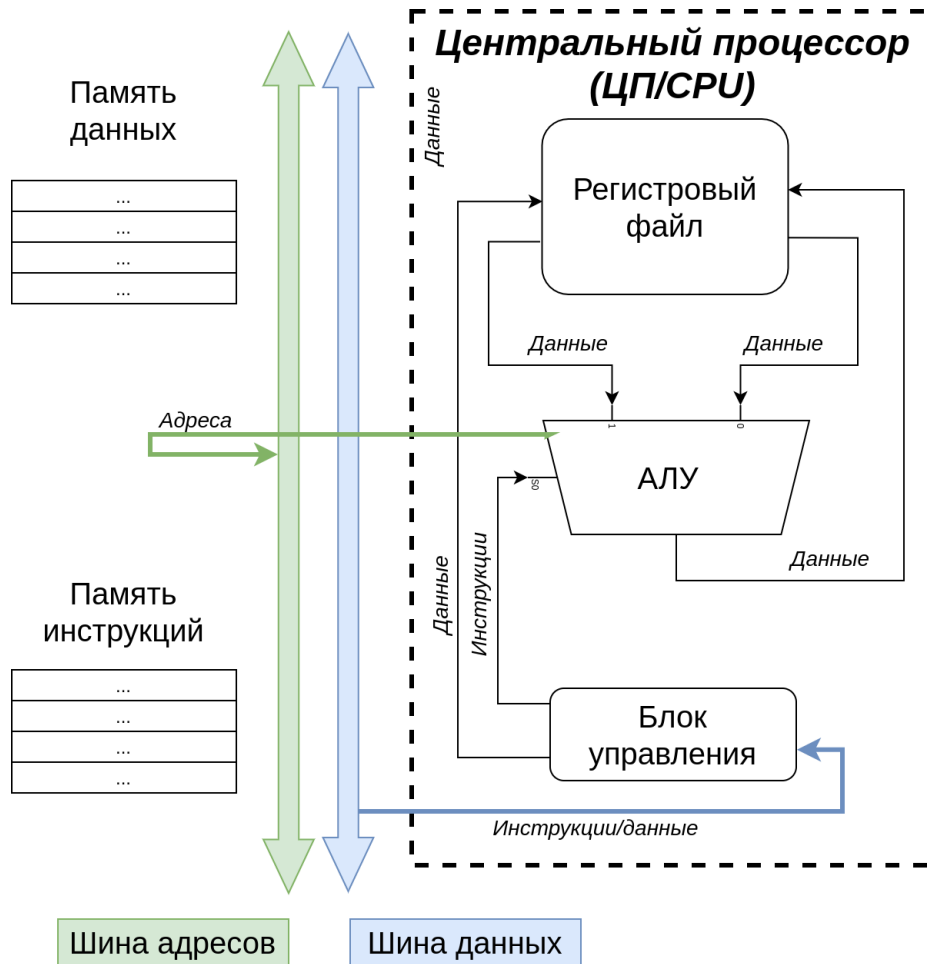 Центральный процессор
(ЦП/CPU)
Память
данных
...
...
...
...
Данные
Регистровый
файл
Данные
Данные
Адреса
1
0
АЛУ
S0
Данные
Данные
Инструкции
Память
инструкций
...
...
...
...
Блок
управления
Инструкции/данные
Шина адресов
Шина данных